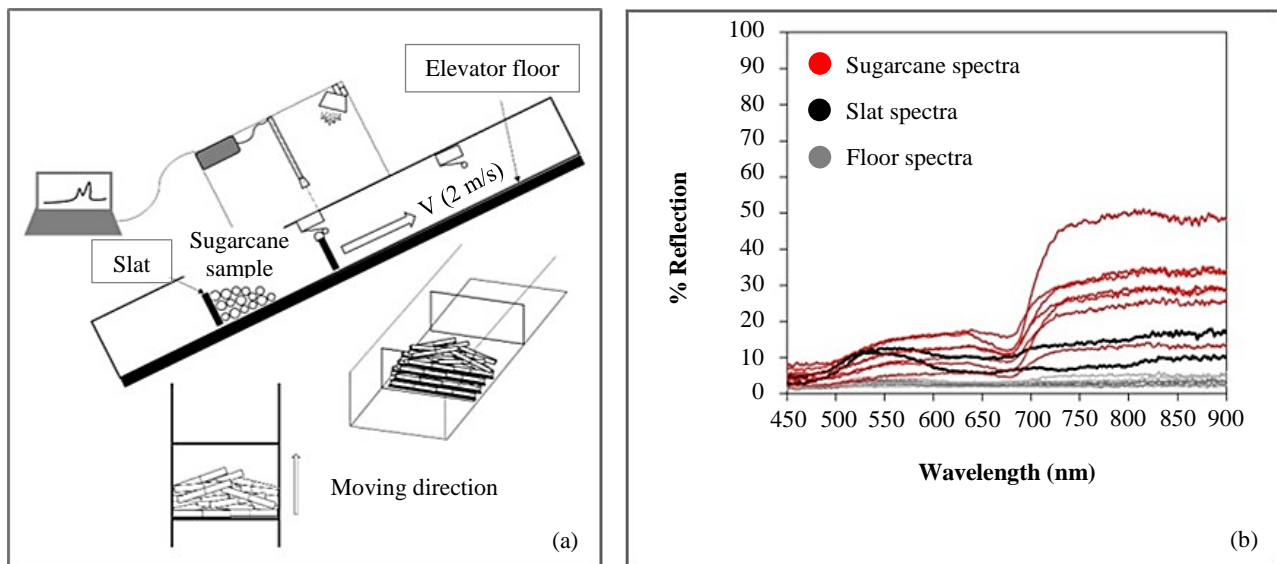 Elevator floor
V (2 m/s)
Sugarcane
sample
Slat
Moving direction
(a)
100
90
80
70
60
50
40
30
20
10
0
% Reflection
Sugarcane spectra
Slat spectra
Floor spectra
450 500 550 600 650 700 750 800 850 900
Wavelength (nm)
(b)